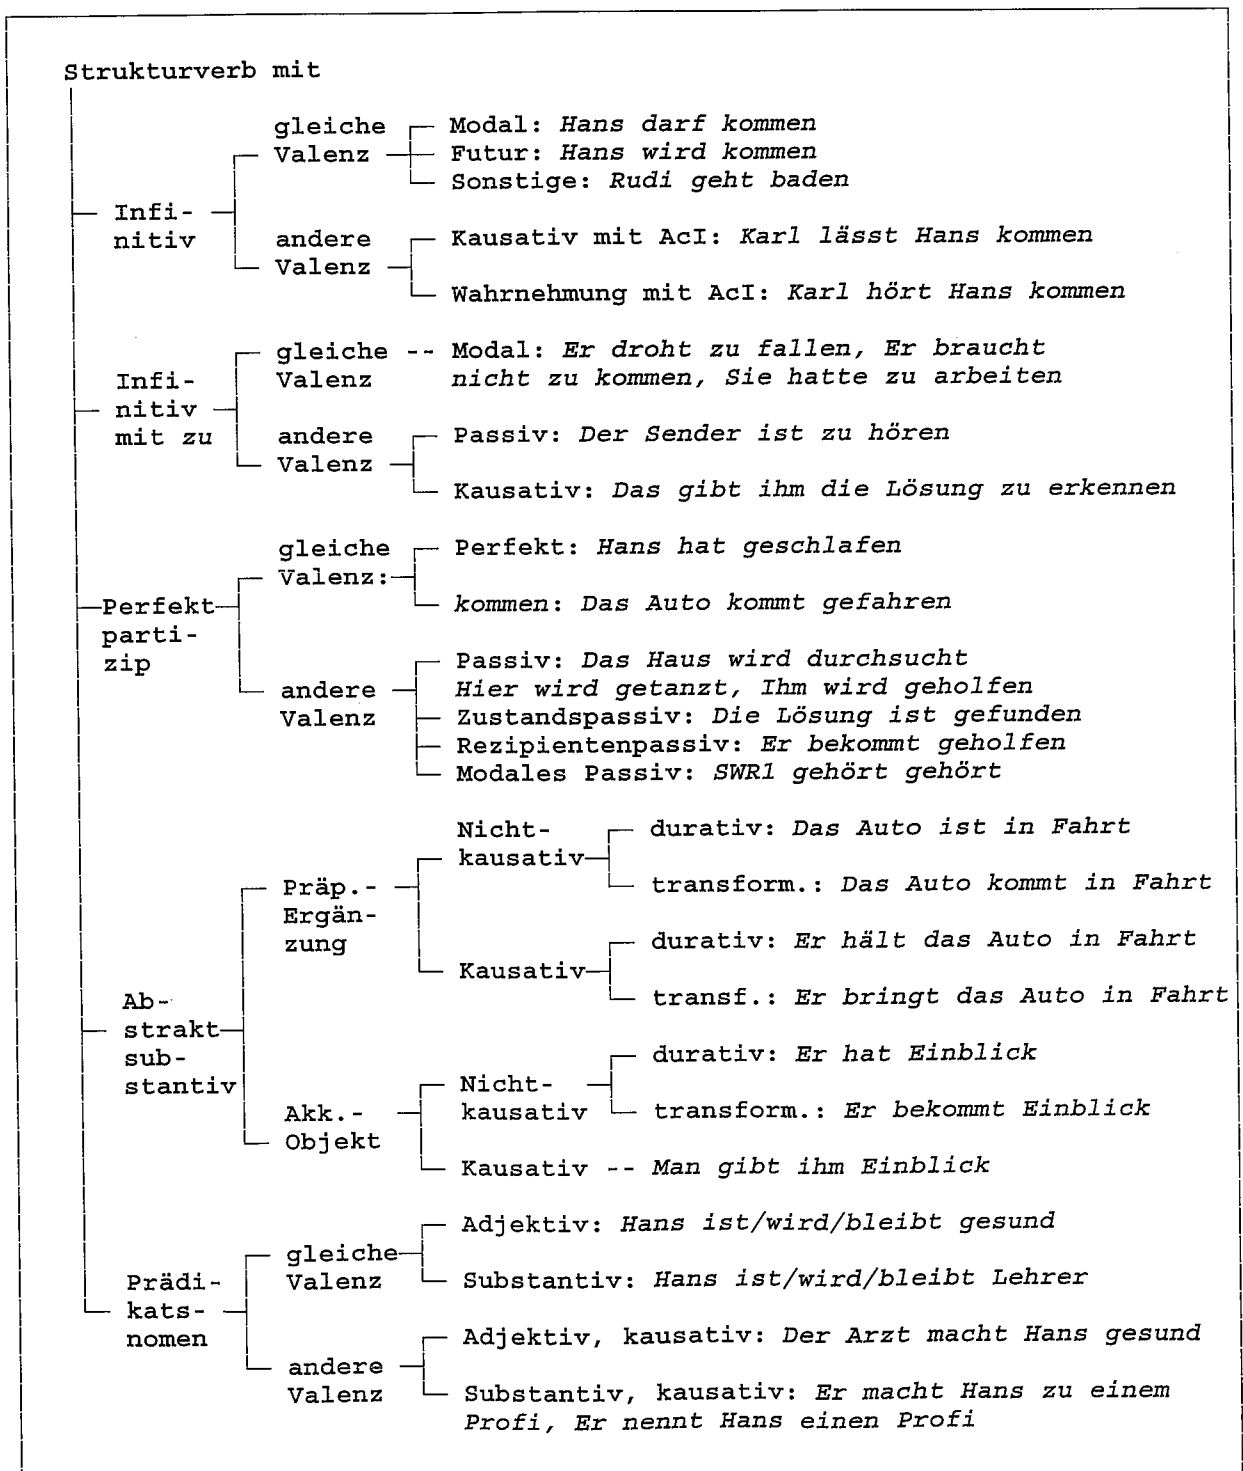 Strukturverb mit
gleiche Modal: Hans darf kommen
Valenz Futur: Hans wird kommen
Sonstige: Rudi geht baden
Infi-
nitiv
andere Kausativ mit AcI: Karl lässt Hans kommen
Valenz
Wahrnehmung mit AcI: Karl hört Hans kommen
gleiche -- Modal: Er droht zu fallen, Er braucht
Valenz nicht zu kommen, Sie hatte zu arbeiten
Infi-
nitiv
mit zu
andere Passiv: Der Sender ist zu hören
Valenz
Kausativ: Das gibt ihm die Lösung zu erkennen
gleiche Perfekt: Hans hat geschlafen
Valenz:
kommen: Das Auto kommt gefahren
Perfekt
parti-
zip
Passiv: Das Haus wird durchsucht
andere Hier wird getanzt, Ihm wird geholfen
Valenz Zustandspassiv: Die Lösung ist gefunden
Rezipientenpassiv: Er bekommt geholfen
Modales Passiv: SWR1 gehört gehört
Nicht- durativ: Das Auto ist in Fahrt
kausativ
transform.: Das Auto kommt in Fahrt
Präp.-
Ergän-
zung
durativ: Er hält das Auto in Fahrt
Kausativ
transf.: Er bringt das Auto in Fahrt
Ab-
strakt
sub-
stantiv
durativ: Er hat Einblick
Nicht-
kausativ transform.: Er bekommt Einblick
Akk.-
Objekt
Kausativ -- Man gibt ihm Einblick
Adjektiv: Hans ist/wird/bleibt gesund
gleiche
Valenz Substantiv: Hans ist/wird/bleibt Lehrer
Prädi-
kats-
nomen
Adjektiv, kausativ: Der Arzt macht Hans gesund
andere
Valenz Substantiv, kausativ: Er macht Hans zu einem
Profi, Er nennt Hans einen Profi